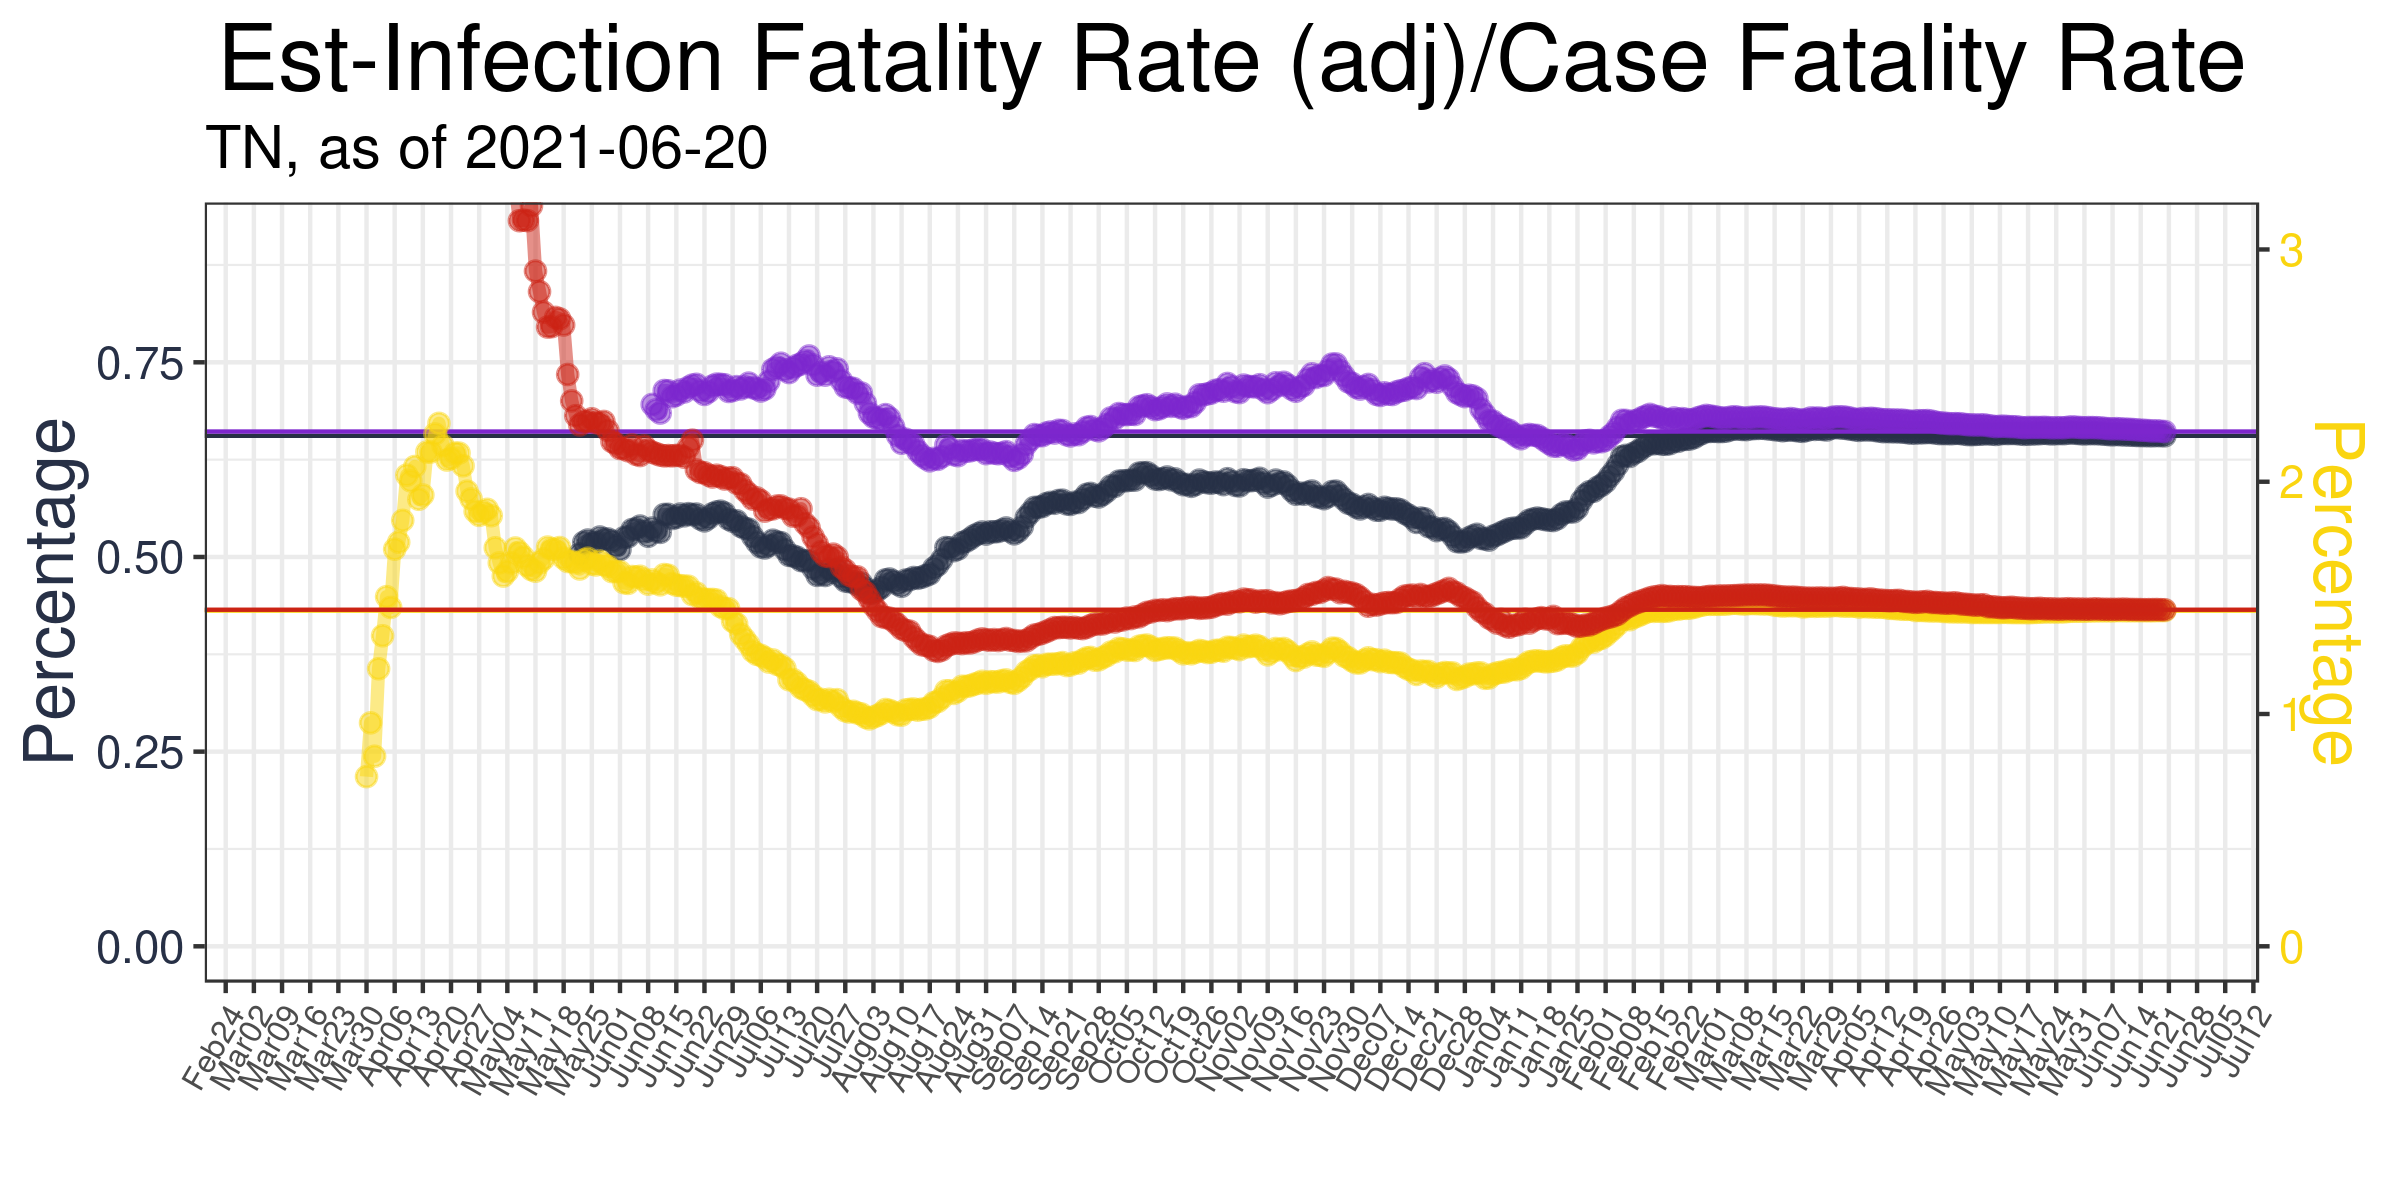 Est-Infection Fatality Rate (adj)/Case Fatality Rate
TN, as of 2021-06-20
Percentage
0.75
0.50
0.25
0.00
3
2
1
0
Percentage
Feb24
Mar02
Mar09
Mar16
Mar23
Mar30
Apr06
Apr13
Apr20
Apr27
May04
May11
May18
May25
Jun01
Jun08
Jun15
Jun22
Jun29
Jul06
Jul13
Jul20
Jul27
Aug03
Aug10
Aug17
Aug24
Aug31
Sep07
Sep14
Sep21
Sep28
Oct05
Oct12
Oct19
Oct26
Nov02
Nov09
Nov16
Nov23
Nov30
Dec07
Dec14
Dec21
Dec28
Jan04
Jan11
Jan18
Jan25
Feb01
Feb08
Feb15
Feb22
Mar01
Mar08
Mar15
Mar22
Mar29
Apr05
Apr12
Apr19
Apr26
May03
May10
May17
May24
May31
Jun07
Jun14
Jun21
Jun28
Jul05
Jul12